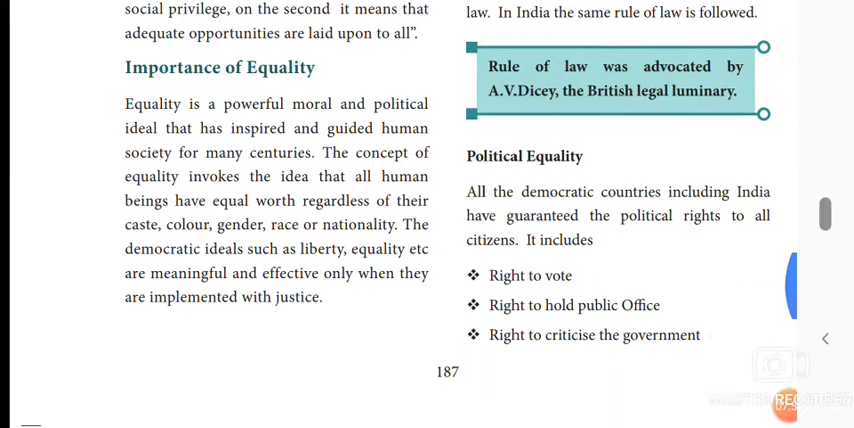 social privilege, on the second it means that
adequate opportunities are laid upon to all”.
Importance of Equality
Equality is a powerful moral and political
ideal that has inspired and guided human
society for many centuries. The concept of
equality invokes the idea that all human
beings have equal worth regardless of their
caste, colour, gender, race or nationality. The
democratic ideals such as liberty, equality etc
are meaningful and effective only when they
are implemented with justice.
law. In India the same rule of law is followed.
Rule of law was advocated by
A.V.Dicey, the British legal luminary.
Political Equality
All the democratic countries including India
have guaranteed the political rights to all
citizens. It includes
❖ Right to vote
❖ Right to hold public Office
❖ Right to criticise the government
187
RECORDER